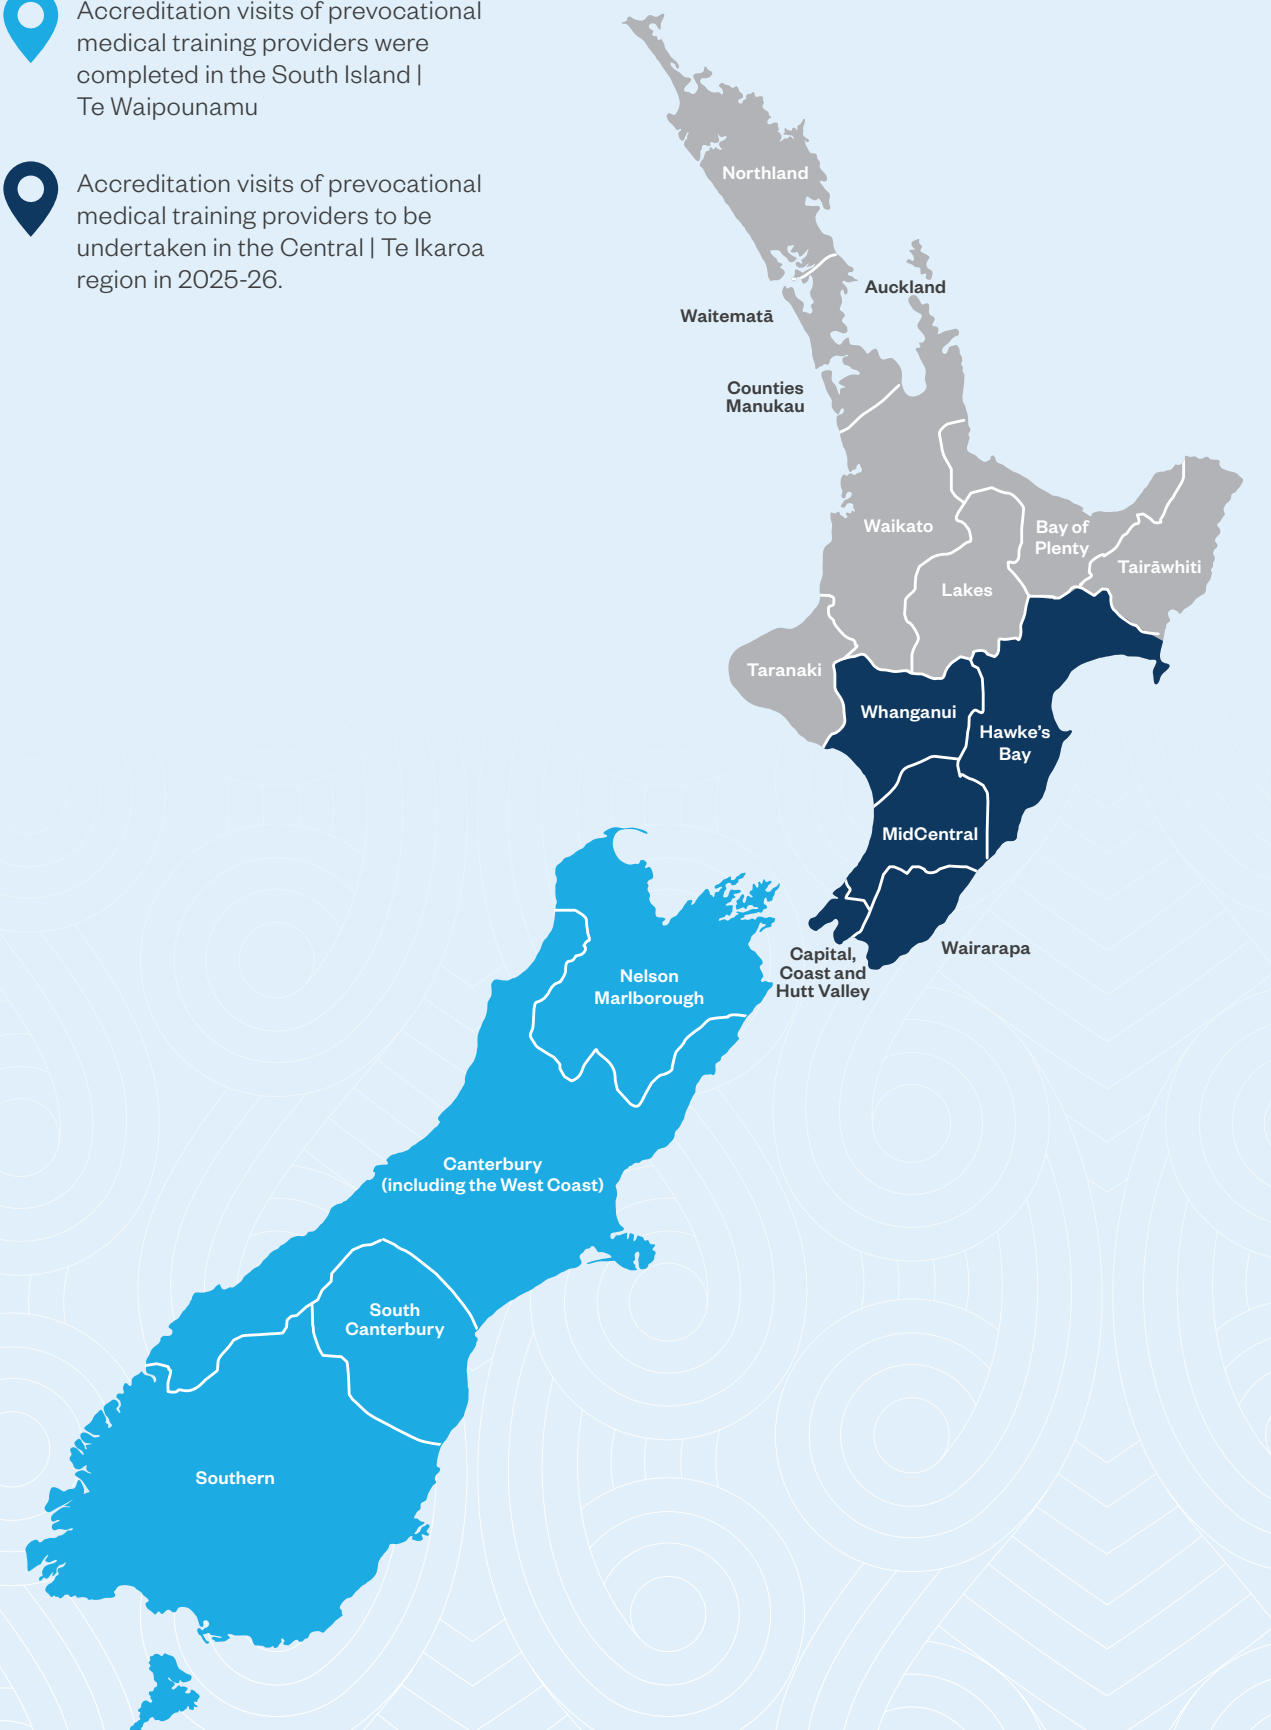 Accreditation visits of prevocational
medical training providers were
completed in the South Island |
Te Waipounamu
Accreditation visits of prevocational
medical training providers to be
undertaken in the Central | Te Ikaroa
region in 2025-26.
Northland
Auckland
Waitematā
Counties
Manukau
Waikato
Bay of
Plenty
Tairāwhiti
Lakes
Taranaki
Whanganui
Hawke's
Bay
MidCentral
Wairarapa
Capital,
Coast and
Hutt Valley
Nelson
Marlborough
Canterbury
(including the West Coast)
South
Canterbury
Southern